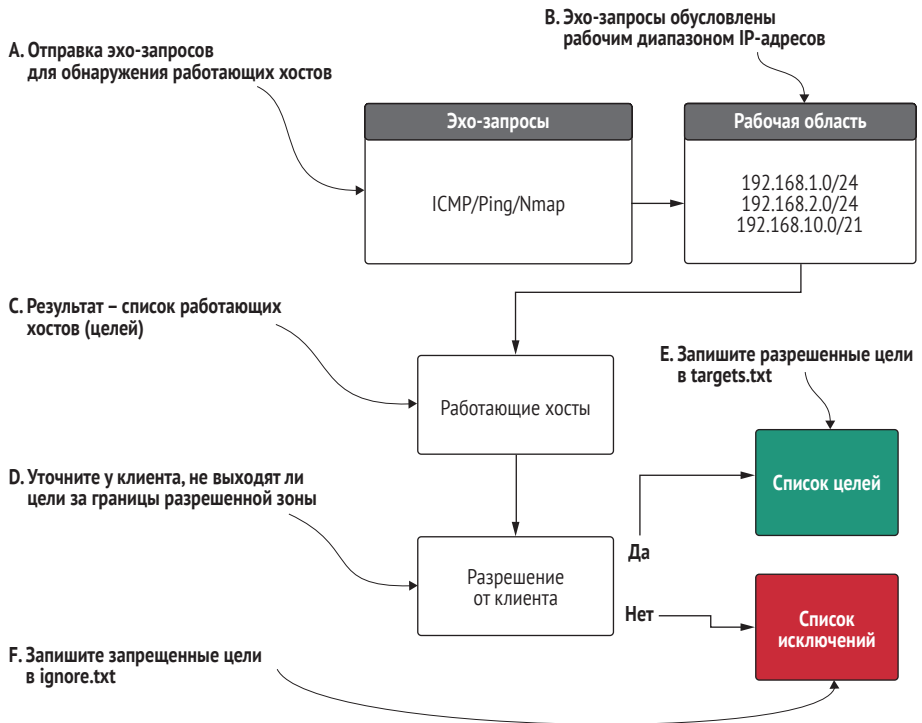 B. Эхо-запросы обусловлены
рабочим диапазоном IP-адресов
A. Отправка эхо-запросов
для обнаружения работающих хостов
Эхо-запросы
Рабочая область
ICMP/Ping/Nmap
192.168.1.0/24
192.168.2.0/24
192.168.10.0/21
C. Результат – список работающих
хостов (целей)
E. Запишите разрешенные цели
в targets.txt
Работающие хосты
D. Уточните у клиента, не выходят ли
цели за границы разрешенной зоны
Список целей
Да
Разрешение
от клиента
Нет
Список
исключений
F. Запишите запрещенные цели
в ignore.txt